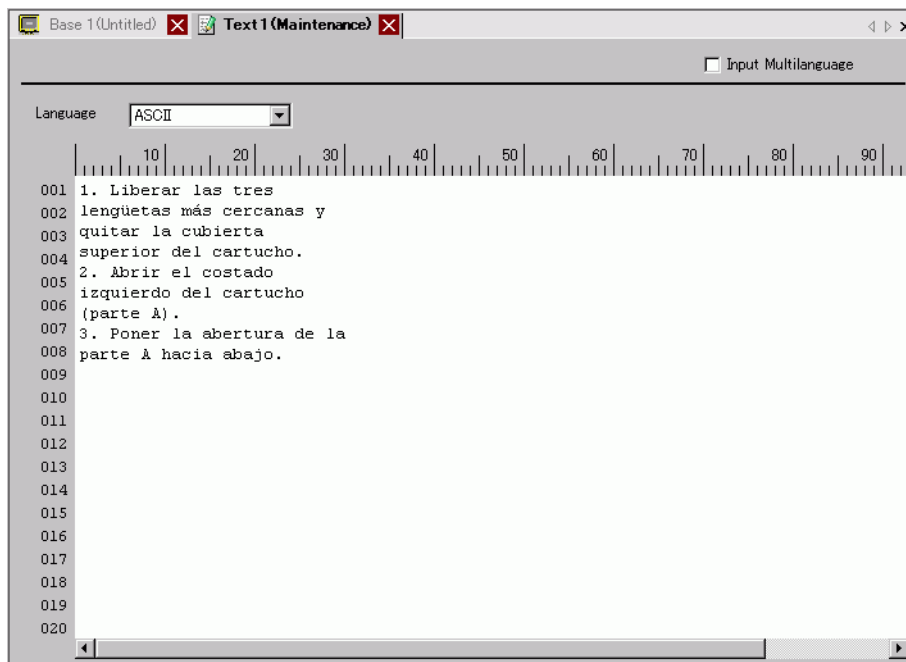 Base 1(Untitled) Text1(Maintenance)
Input Multilanguage
Language ASCII
10 20 30 40 50 60 70 80 90
001 1. Liberar las tres
002 lengüetas más cercanas y
003 quitar la cubierta
004 superior del cartucho.
005 2. Abrir el costado
006 izquierdo del cartucho
007 (parte A).
008 3. Poner la abertura de la
009 parte A hacia abajo.
010
011
012
013
014
015
016
017
018
019
020